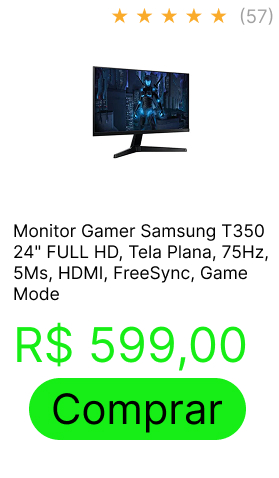 ★ ★ ★ ★ ★ (57)
Monitor Gamer Samsung T350
24" FULL HD, Tela Plana, 75Hz,
5Ms, HDMI, FreeSync, Game
Mode
R$ 599,00
Comprar